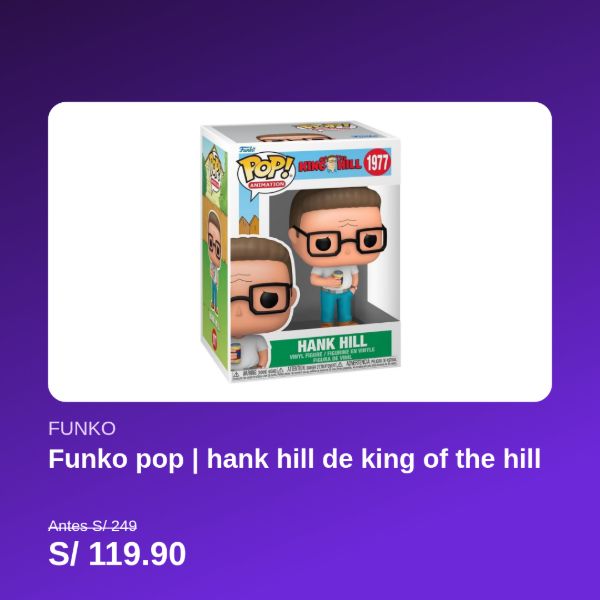 Funko
POP!
ANIMATION
KING OF THE HILL
1977
POP!
HANK HILL
VINYL FIGURE / FIGURINE EN VINYLE
FIGURA DE VINIL
FUNKO
Funko pop | hank hill de king of the hill
Antes S/ 249
S/ 119.90